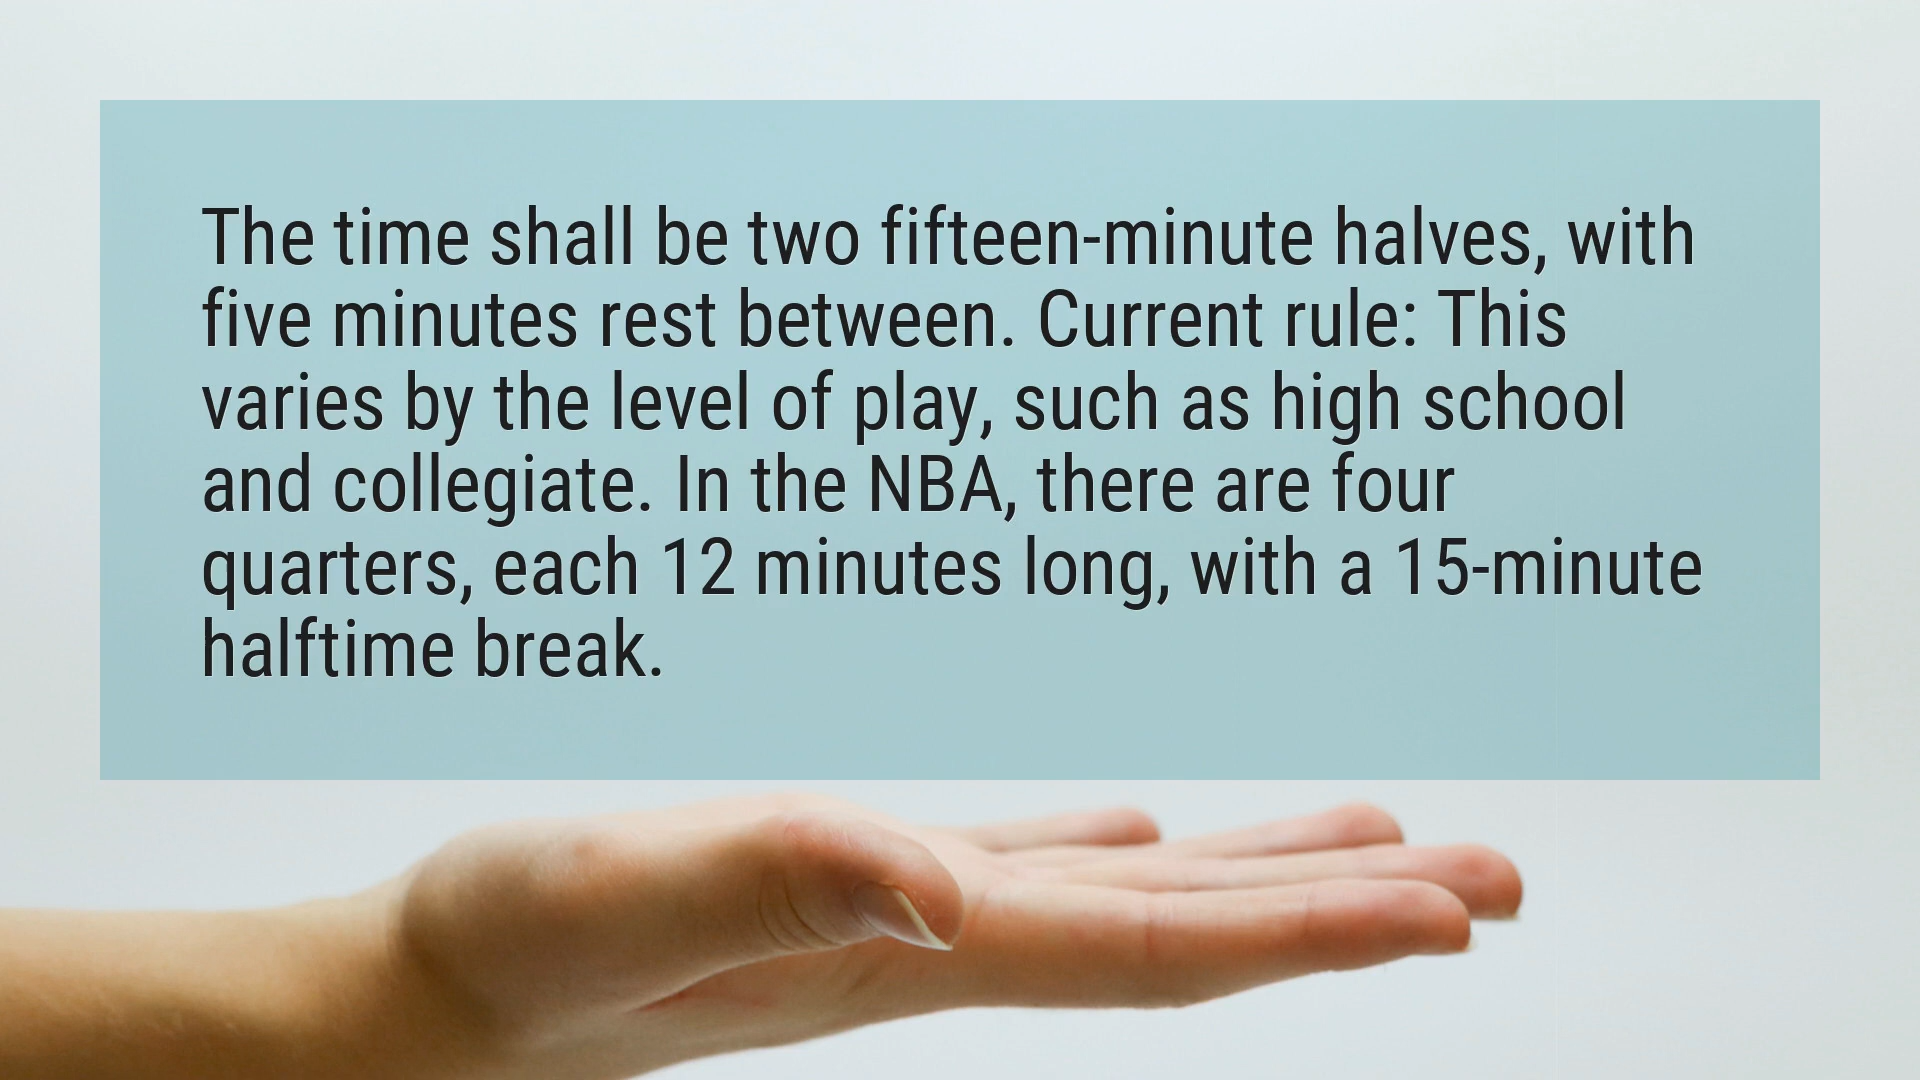 The time shall be two fifteen-minute halves, with
five minutes rest between. Current rule: This
varies by the level of play, such as high school
and collegiate. In the NBA, there are four
quarters, each 12 minutes long, with a 15-minute
halftime break.